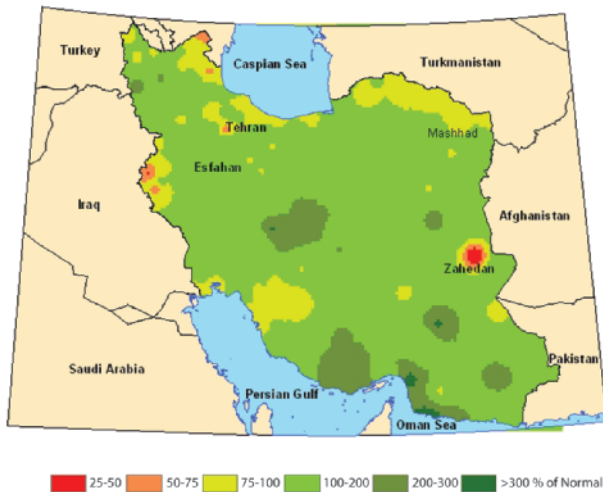 Turkey
Caspian Sea
Turkmanistan
Tehran
Mashhad
Esfahan
Iraq
Afghanistan
Zahedan
Pakistan
Saudi Arabia
Persian Gulf
Oman Sea
25-50 50-75 75-100 100-200 200-300 >300 % of Normal